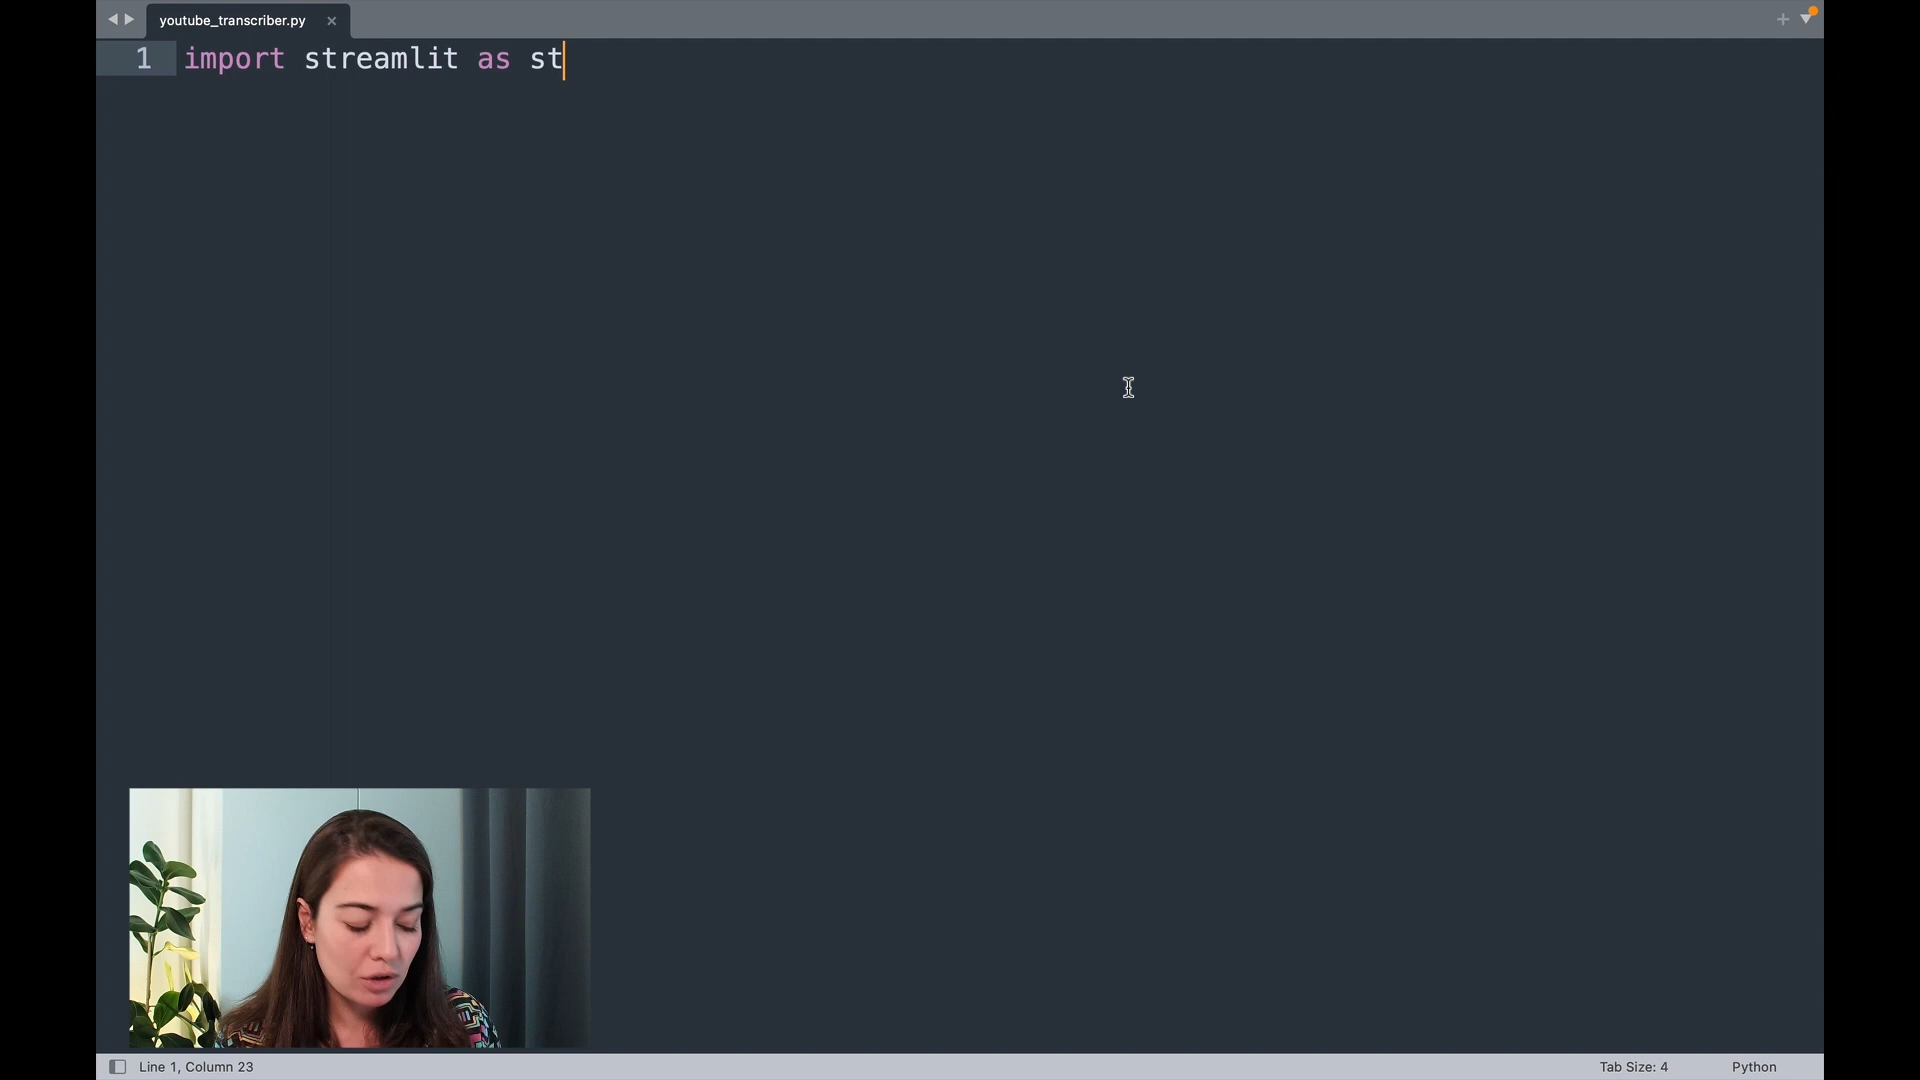 youtube_transcriber.py
1 import streamlit as st
Line 1, Column 23
Tab Size: 4
Python